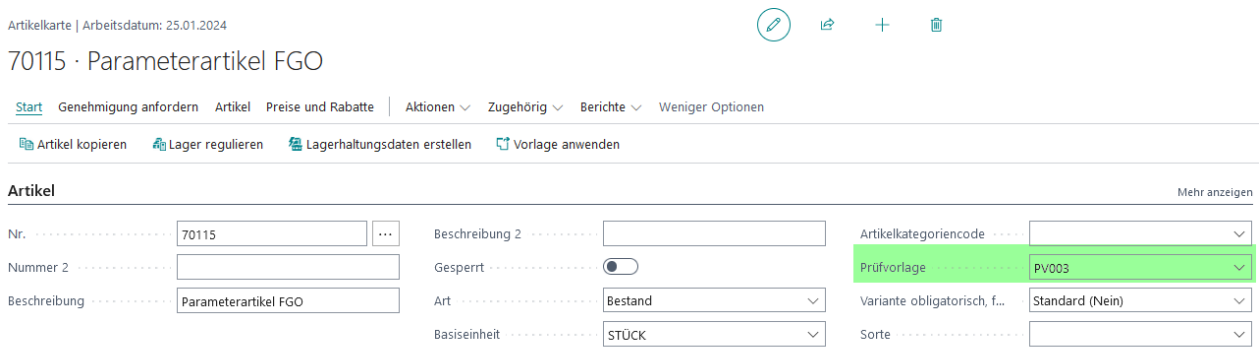 Artikelkarte | Arbeitsdatum: 25.01.2024
70115 · Parameterartikel FGO
Start Genehmigung anfordern Artikel Preise und Rabatte Aktionen Zugehörig Berichte Weniger Optionen
Artikel kopieren Lager regulieren Lagerhaltungsdaten erstellen Vorlage anwenden
Artikel Mehr anzeigen
Nr. 70115 ... Beschreibung 2 Artikelkategoriencode
Nummer 2 Gesperrt Prüfvorlage PV003
Beschreibung Parameterartikel FGO Art Bestand Variante obligatorisch, f... Standard (Nein)
Basiseinheit STÜCK Sorte